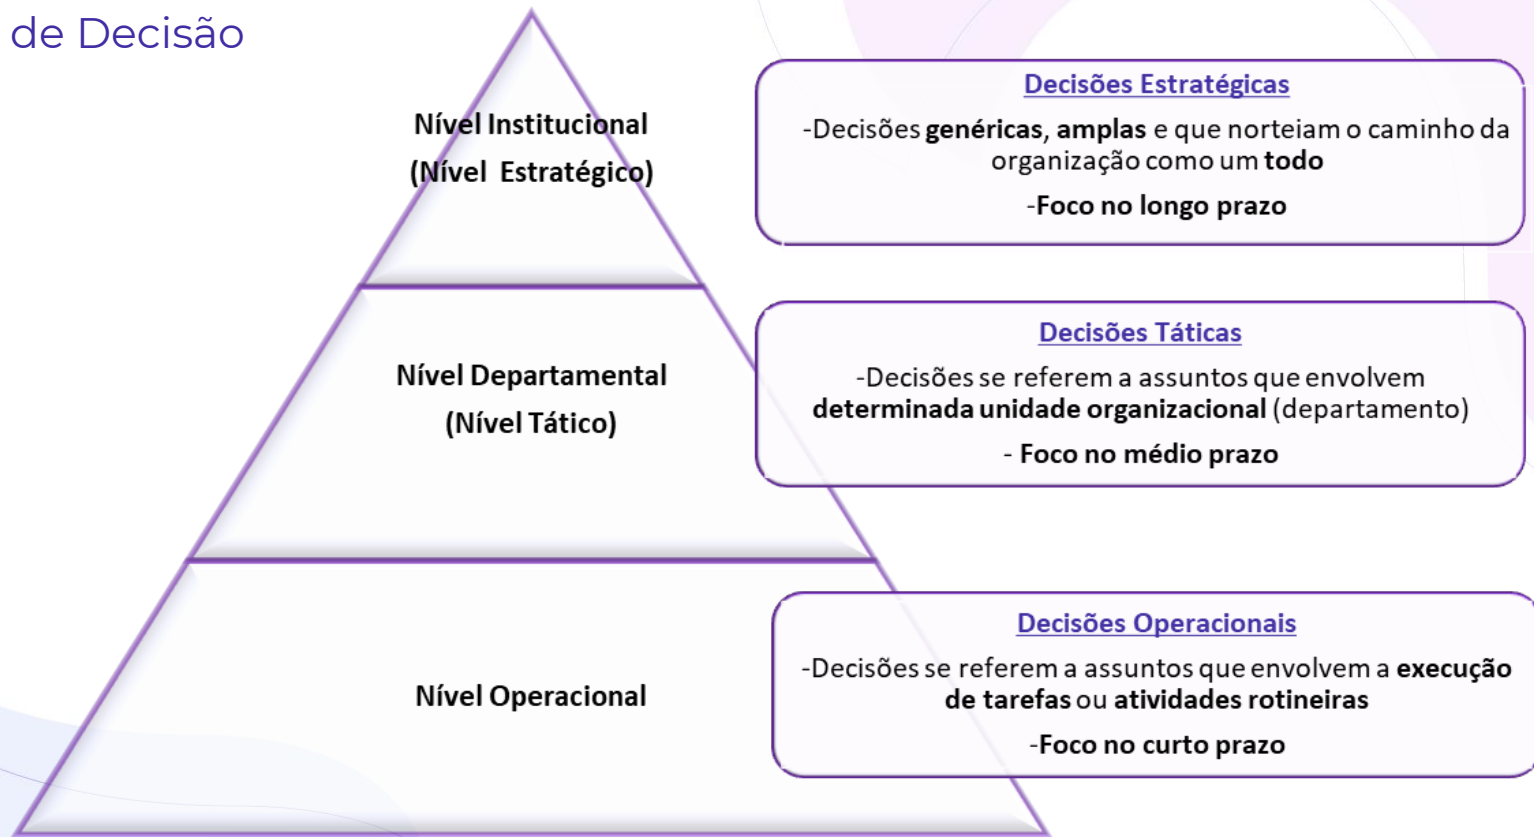 de Decisão
Nível Institucional
(Nível Estratégico)
Decisões Estratégicas
-Decisões genéricas, amplas e que norteiam o caminho da
organização como um todo
-Foco no longo prazo
Nível Departamental
(Nível Tático)
Decisões Táticas
-Decisões se referem a assuntos que envolvem
determinada unidade organizacional (departamento)
- Foco no médio prazo
Nível Operacional
Decisões Operacionais
-Decisões se referem a assuntos que envolvem a execução
de tarefas ou atividades rotineiras
-Foco no curto prazo